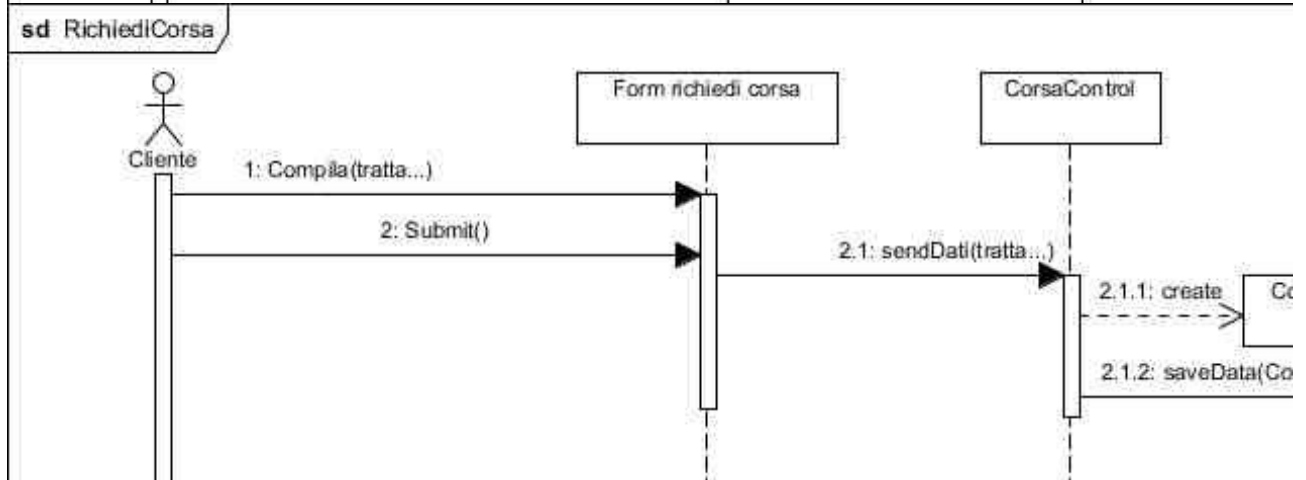 sd RichiediCorsa
Form richiedi corsa
CorsaControl
Cliente
1: Compila(tratta...)
2: Submit()
2.1: sendDati(tratta...)
2.1.1: create
Co
2.1.2: saveData(Co